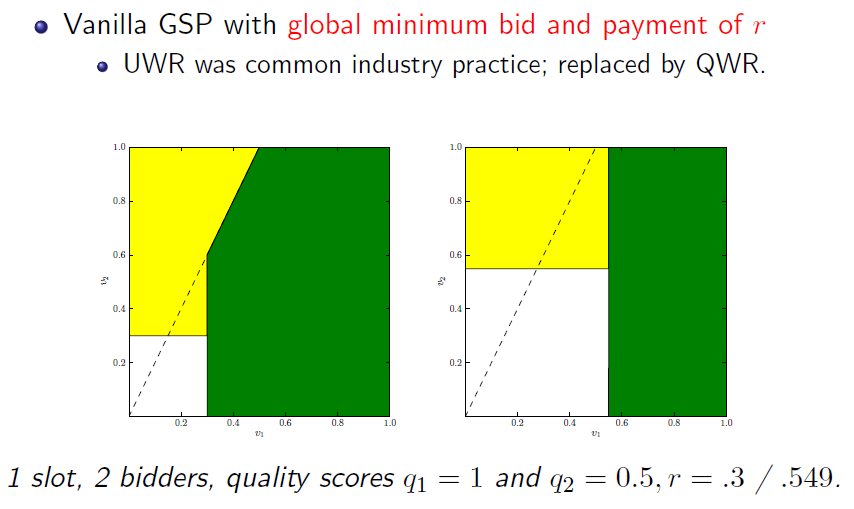 Vanilla GSP with global minimum bid and payment of r
UWR was common industry practice; replaced by QWR.
1.0
0.8
0.6
0.4
0.2
v₂
0.2
0.4
0.6
0.8
1.0
v₁
1.0
0.8
0.6
0.4
0.2
v₂
0.2
0.4
0.6
0.8
1.0
v₁
1 slot, 2 bidders, quality scores q₁ = 1 and q₂ = 0.5, r = .3 / .549.